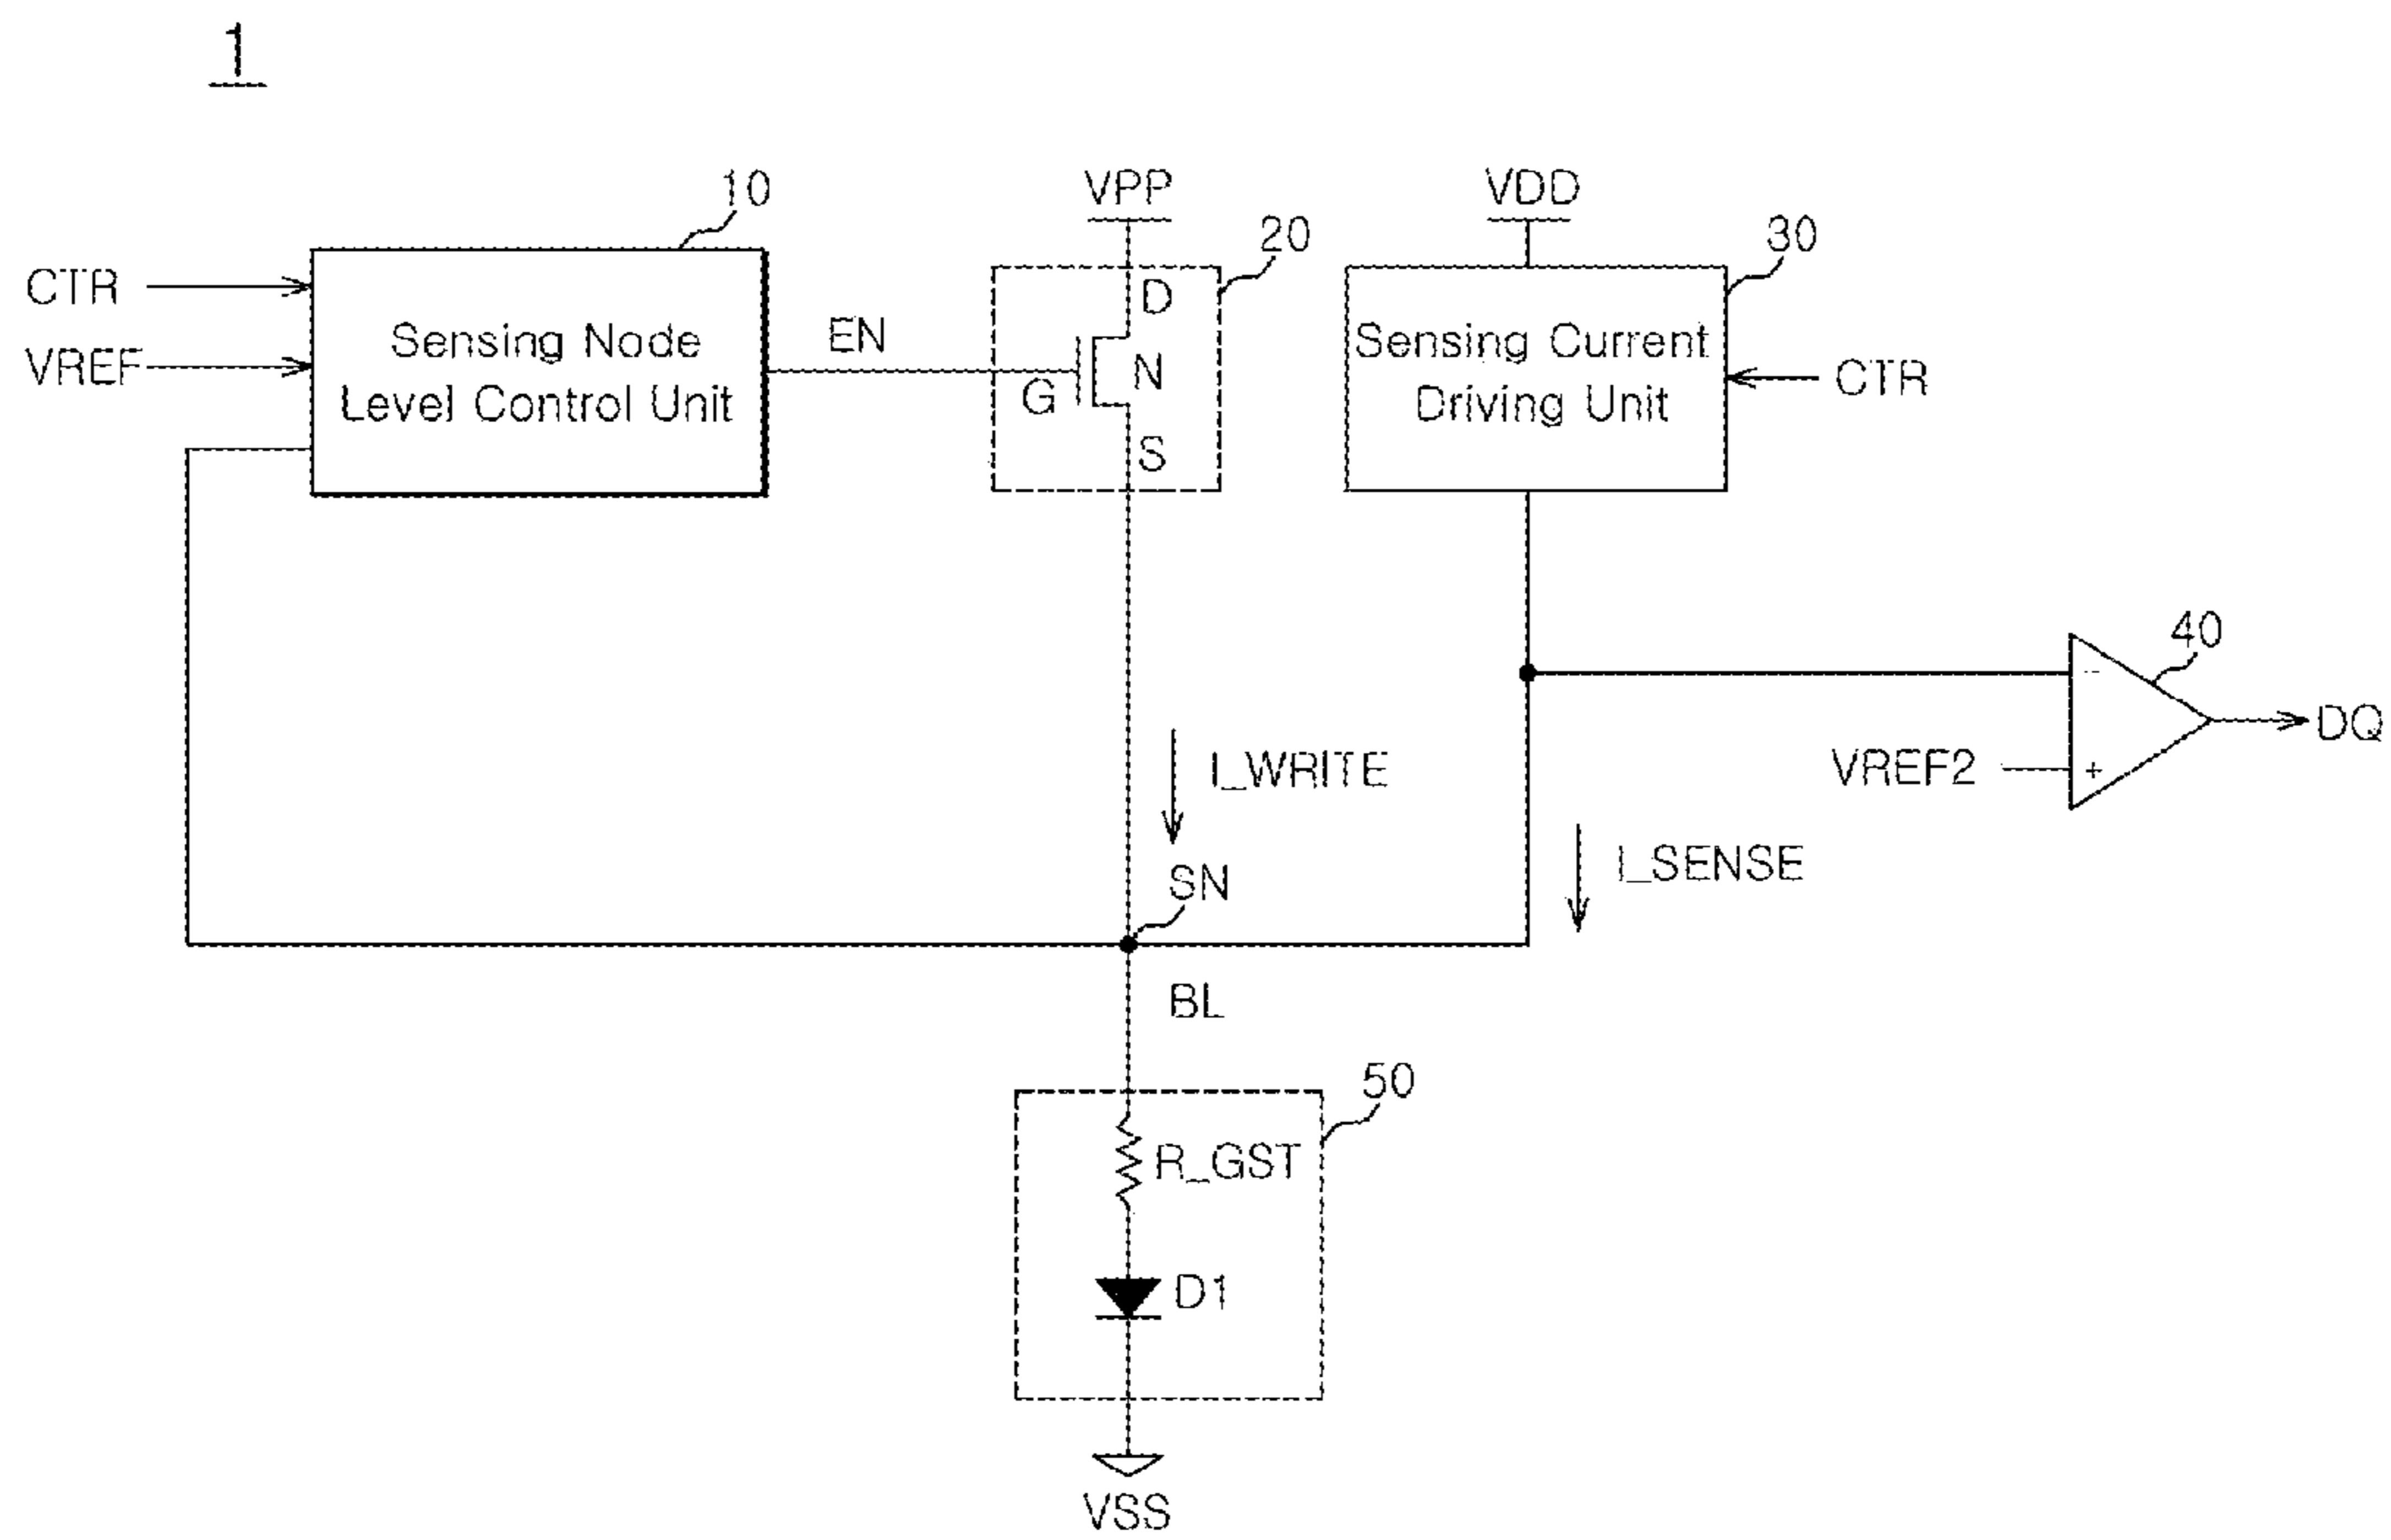 1
10
VPP
VDD
20
30
CTR
VREF
Sensing Node
Level Control Unit
EN
D
N
G
S
Sensing Current
Driving Unit
CTR
40
-
DQ
VREF2
+
I_WRITE
SN
I_SENSE
BL
50
R_GST
D1
VSS